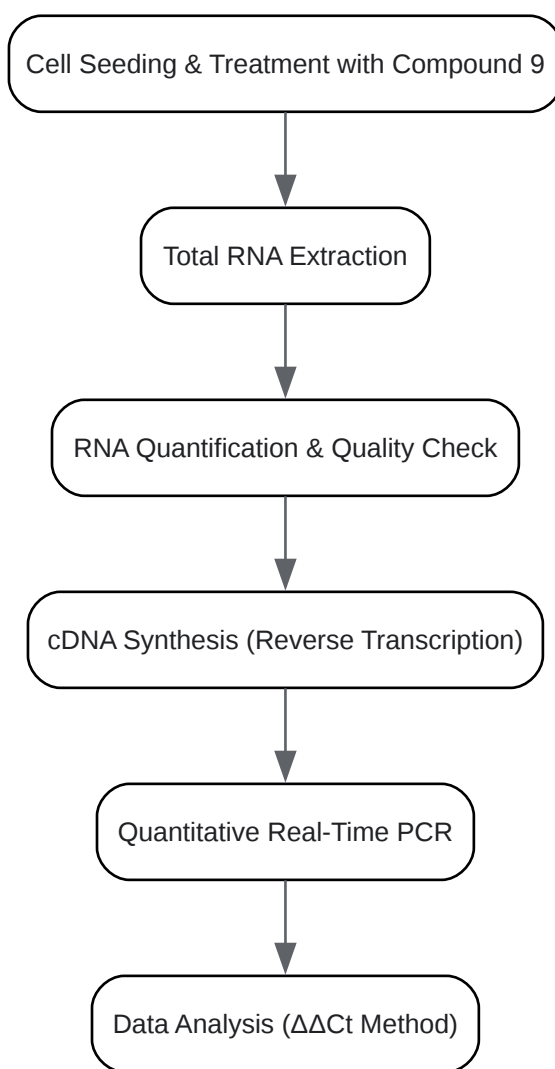 Cell Seeding & Treatment with Compound 9
Total RNA Extraction
RNA Quantification & Quality Check
cDNA Synthesis (Reverse Transcription)
Quantitative Real-Time PCR
Data Analysis (ΔΔCt Method)